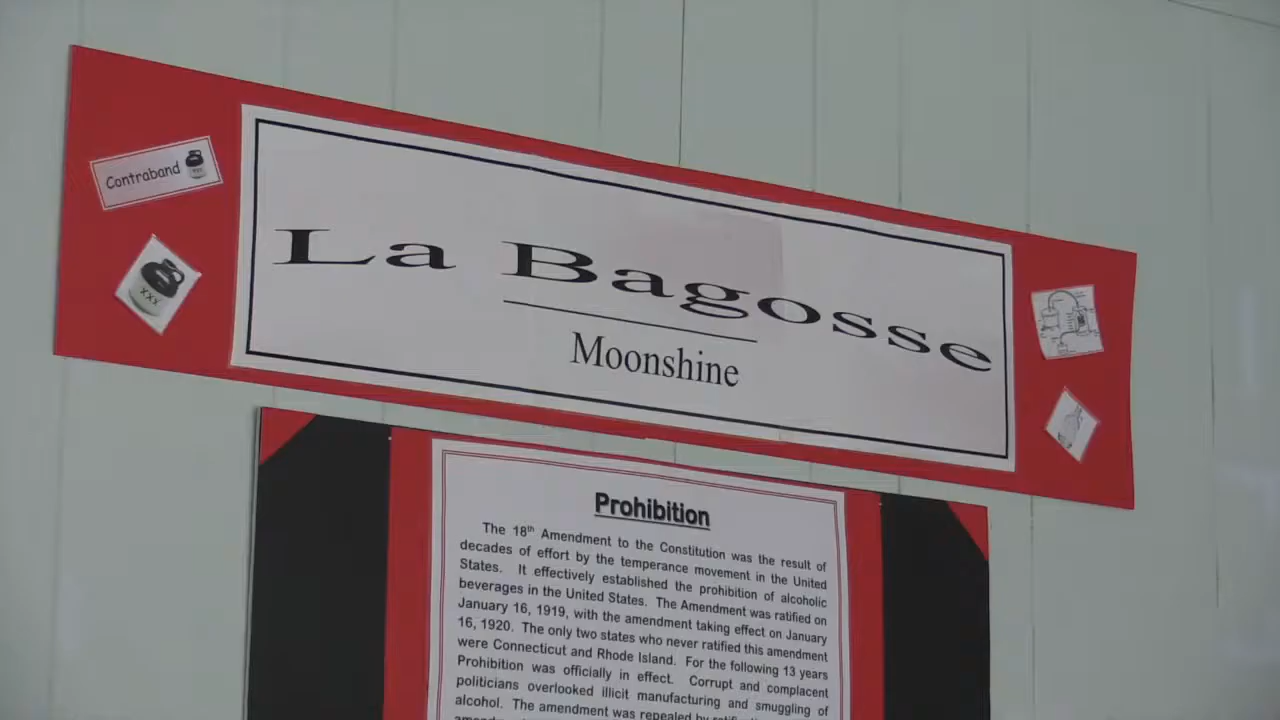 Contraband
XXX
XXX
La Bagosse
Moonshine
Prohibition
The 18th Amendment to the Constitution was the result of
decades of effort by the temperance movement in the United
States. It effectively established the prohibition of alcoholic
beverages in the United States. The Amendment was ratified on
January 16, 1919, with the amendment taking effect on January
16, 1920. The only two states who never ratified this amendment
were Connecticut and Rhode Island. For the following 13 years
Prohibition was officially in effect. Corrupt and complacent
politicians overlooked illicit manufacturing and smuggling of
alcohol. The amendment was repealed by